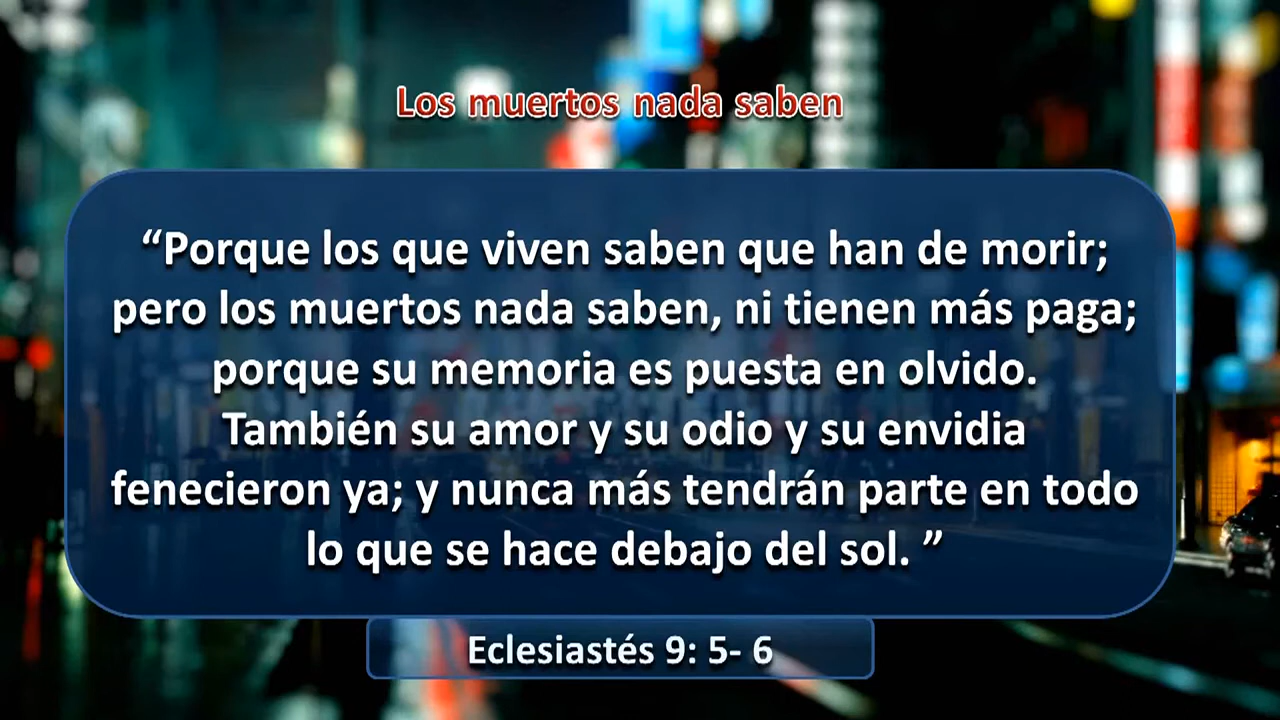 Los muertos nada saben
“Porque los que viven saben que han de morir;
pero los muertos nada saben, ni tienen más paga;
porque su memoria es puesta en olvido.
También su amor y su odio y su envidia
fenecieron ya; y nunca más tendrán parte en todo
lo que se hace debajo del sol. ”
Eclesiastés 9: 5- 6